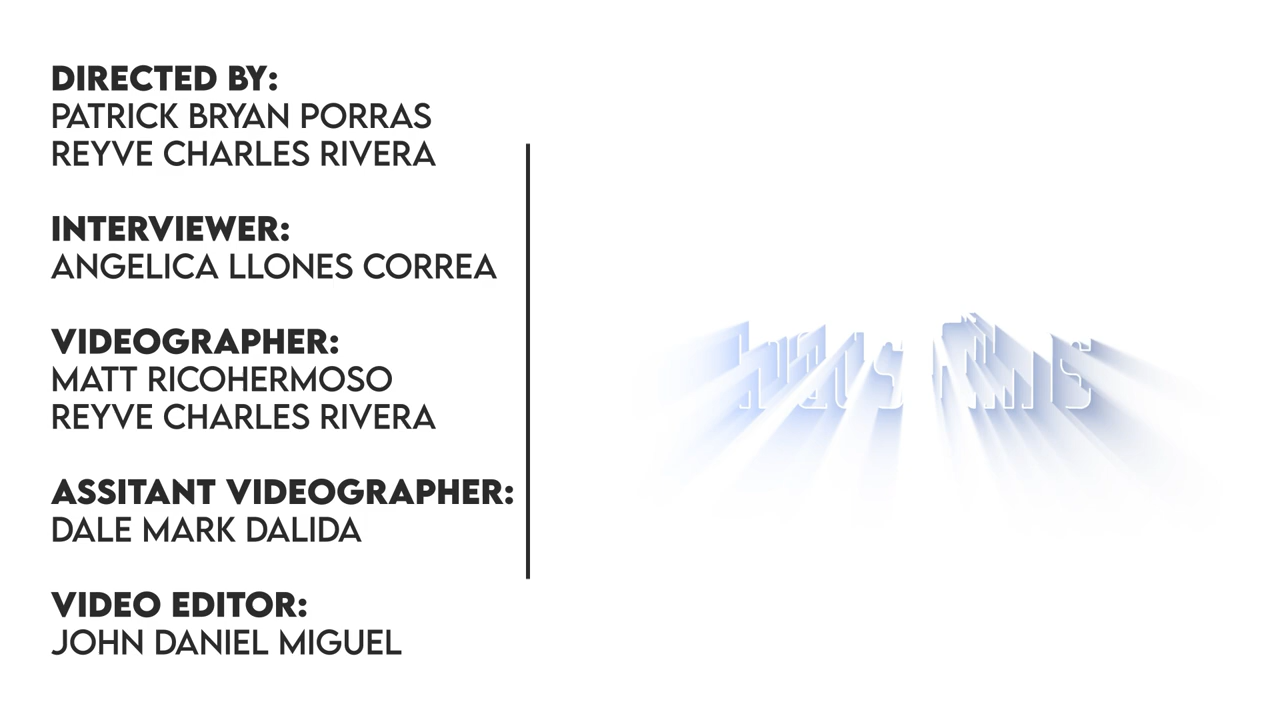 DIRECTED BY:
PATRICK BRYAN PORRAS
REYVE CHARLES RIVERA
INTERVIEWER:
ANGELICA LLONES CORREA
VIDEOGRAPHER:
MATT RICOHERMOSO
REYVE CHARLES RIVERA
ASSITANT VIDEOGRAPHER:
DALE MARK DALIDA
VIDEO EDITOR:
JOHN DANIEL MIGUEL